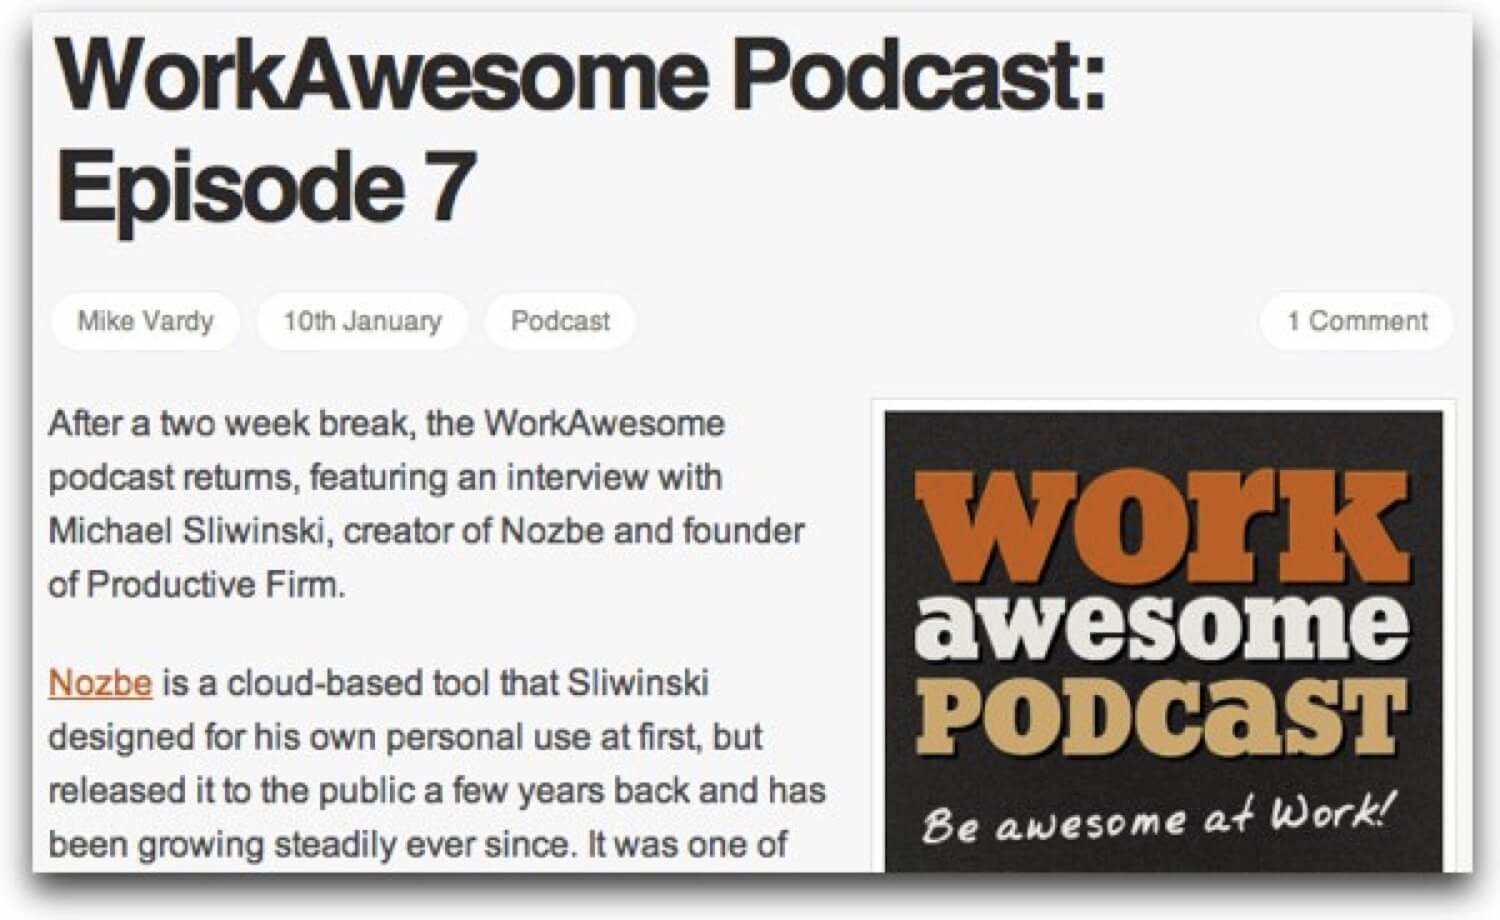 WorkAwesome Podcast:
Episode 7
Mike Vardy 10th January Podcast 1 Comment
After a two week break, the WorkAwesome
podcast returns, featuring an interview with
Michael Sliwinski, creator of Nozbe and founder
of Productive Firm.
Nozbe is a cloud-based tool that Sliwinski
designed for his own personal use at first, but
released it to the public a few years back and has
been growing steadily ever since. It was one of
work
awesome
PODcaST
Be awesome at Work!